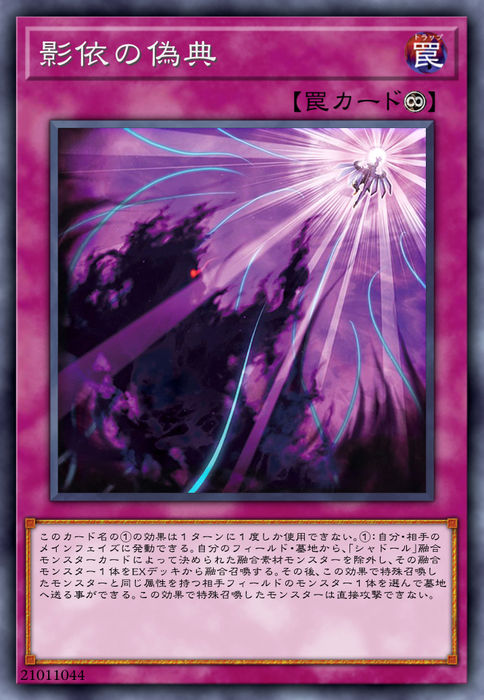 影依の偽典
トラップ
罠
【罠カード♾】
このカード名の①の効果は1ターンに1度しか使用できない。①:自分・相手の
メインフェイズに発動できる。自分のフィールド・墓地から、「シャドール」融合
モンスターカードによって決められた融合素材モンスターを除外し、その融合
モンスター1体をEXデッキから融合召喚する。その後、この効果で特殊召喚し
たモンスターと同じ属性を持つ相手フィールドのモンスター1体を選んで墓地
へ送る事ができる。この効果で特殊召喚したモンスターは直接攻撃できない。
21011044